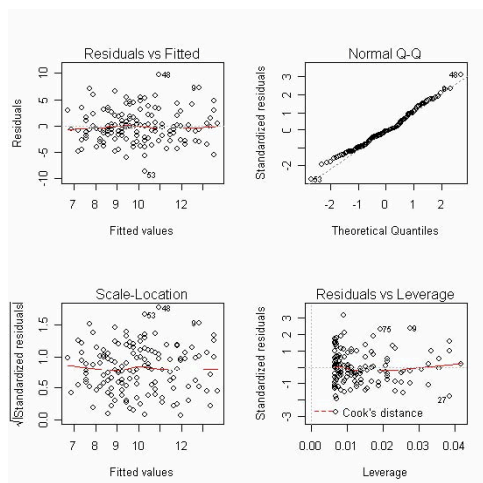 Residuals vs Fitted
Residuals
10
5
0
-5
-10
48
9
53
7 8 9 10 12
Fitted values
Normal Q-Q
Standardized residuals
3
2
1
0
-2
48
9
53
-2 -1 0 1 2
Theoretical Quantiles
Scale-Location
√|Standardized residuals|
1.5
1.0
0.5
0.0
53
48
9
7 8 9 10 12
Fitted values
Residuals vs Leverage
Standardized residuals
3
1
-1
-3
75
9
27
Cook's distance
0.00 0.01 0.02 0.03 0.04
Leverage